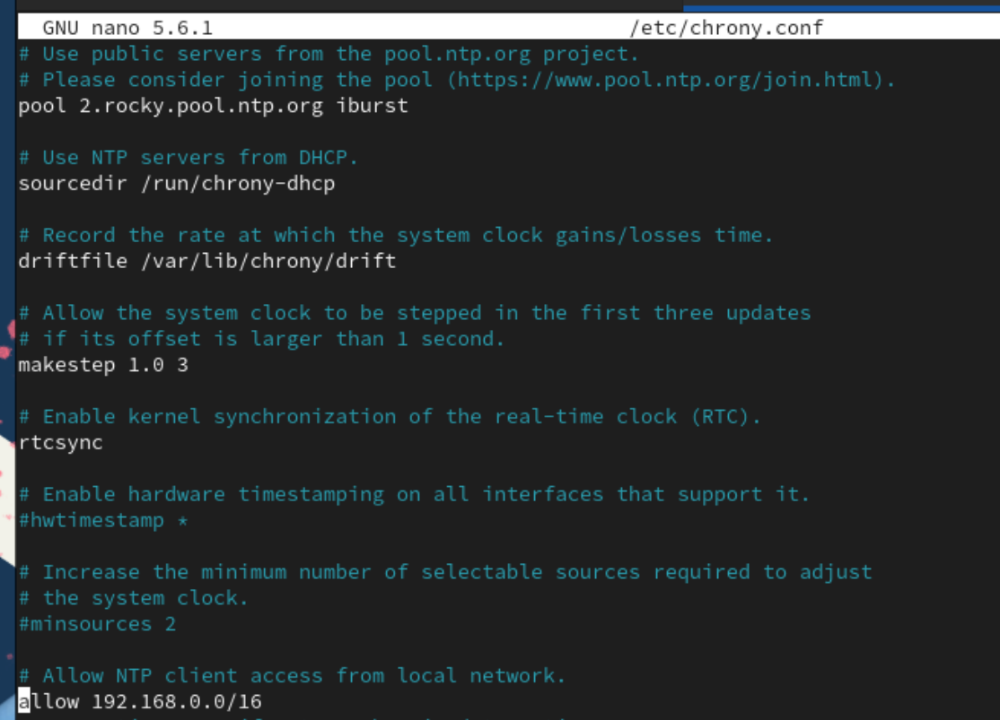 GNU nano 5.6.1 /etc/chrony.conf
# Use public servers from the pool.ntp.org project.
# Please consider joining the pool (https://www.pool.ntp.org/join.html).
pool 2.rocky.pool.ntp.org iburst
# Use NTP servers from DHCP.
sourcedir /run/chrony-dhcp
# Record the rate at which the system clock gains/losses time.
driftfile /var/lib/chrony/drift
# Allow the system clock to be stepped in the first three updates
# if its offset is larger than 1 second.
makestep 1.0 3
# Enable kernel synchronization of the real-time clock (RTC).
rtcsync
# Enable hardware timestamping on all interfaces that support it.
#hwtimestamp *
# Increase the minimum number of selectable sources required to adjust
# the system clock.
#minsources 2
# Allow NTP client access from local network.
allow 192.168.0.0/16